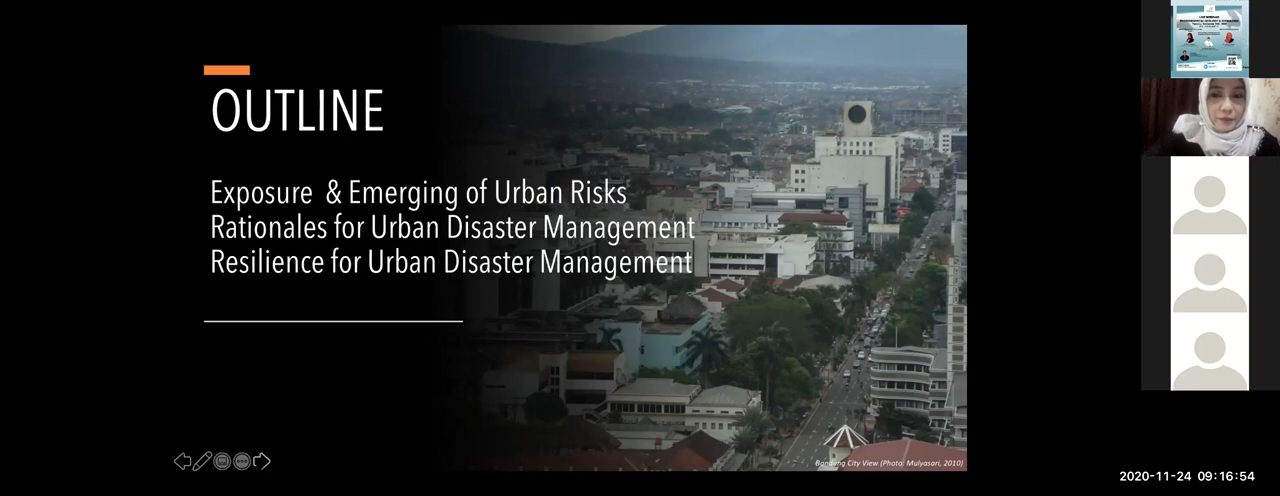 OUTLINE
Exposure & Emerging of Urban Risks
Rationales for Urban Disaster Management
Resilience for Urban Disaster Management
Bandung City View (Photo: Mulyasari, 2010)
2020-11-24 09:16:54